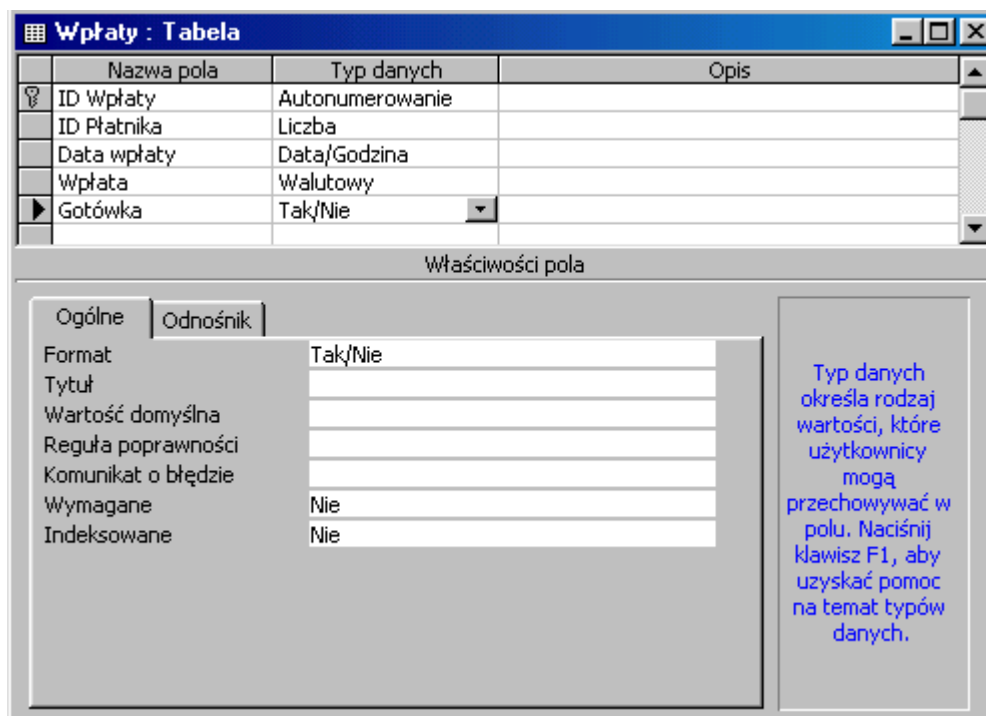 Wpłaty : Tabela
Nazwa pola Typ danych Opis
ID Wpłaty Autonumerowanie
ID Płatnika Liczba
Data wpłaty Data/Godzina
Wpłata Walutowy
Gotówka Tak/Nie
Właściwości pola
Ogólne Odnośnik
Format Tak/Nie
Tytuł
Wartość domyślna
Reguła poprawności
Komunikat o błędzie
Wymagane Nie
Indeksowane Nie
Typ danych
określa rodzaj
wartości, które
użytkownicy
mogą
przechowywać w
polu. Naciśnij
klawisz F1, aby
uzyskać pomoc
na temat typów
danych.